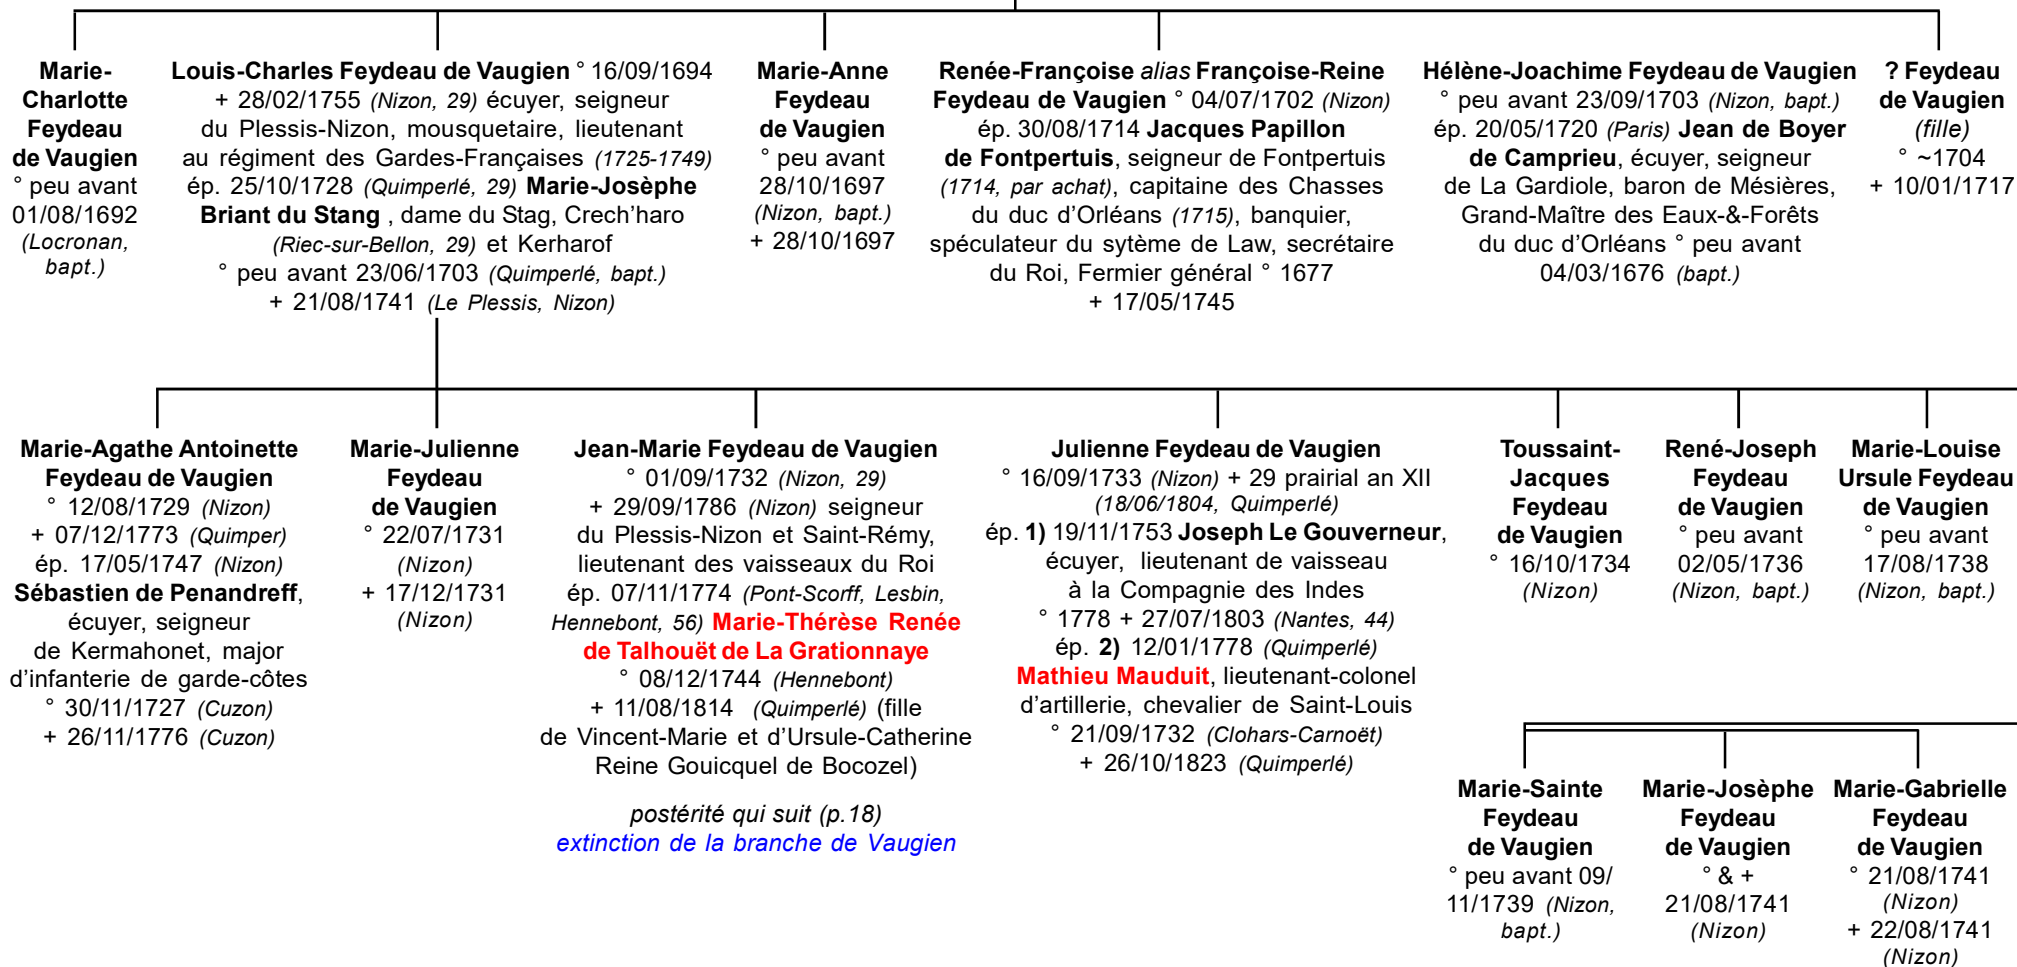 Marie-
Charlotte
Feydeau
de Vaugien
° peu avant
01/08/1692
(Locronan,
bapt.)
Louis-Charles Feydeau de Vaugien ° 16/09/1694
+ 28/02/1755 (Nizon, 29) écuyer, seigneur
du Plessis-Nizon, mousquetaire, lieutenant
au régiment des Gardes-Françaises (1725-1749)
ép. 25/10/1728 (Quimperlé, 29) Marie-Josèphe
Briant du Stang , dame du Stag, Crech’haro
(Riec-sur-Bellon, 29) et Kerharof
° peu avant 23/06/1703 (Quimperlé, bapt.)
+ 21/08/1741 (Le Plessis, Nizon)
Marie-Anne
Feydeau
de Vaugien
° peu avant
28/10/1697
(Nizon, bapt.)
+ 28/10/1697
Renée-Françoise alias Françoise-Reine
Feydeau de Vaugien ° 04/07/1702 (Nizon)
ép. 30/08/1714 Jacques Papillon
de Fontpertuis, seigneur de Fontpertuis
(1714, par achat), capitaine des Chasses
du duc d’Orléans (1715), banquier,
spéculateur du sytème de Law, secrétaire
du Roi, Fermier général ° 1677
+ 17/05/1745
Hélène-Joachime Feydeau de Vaugien
° peu avant 23/09/1703 (Nizon, bapt.)
ép. 20/05/1720 (Paris) Jean de Boyer
de Camprieu, écuyer, seigneur
de La Gardiole, baron de Mésières,
Grand-Maître des Eaux-&-Forêts
du duc d’Orléans ° peu avant
04/03/1676 (bapt.)
? Feydeau
de Vaugien
(fille)
° ~1704
+ 10/01/1717
Marie-Agathe Antoinette
Feydeau de Vaugien
° 12/08/1729 (Nizon)
+ 07/12/1773 (Quimper)
ép. 17/05/1747 (Nizon)
Sébastien de Penandreff,
écuyer, seigneur
de Kermahonet, major
d’infanterie de garde-côtes
° 30/11/1727 (Cuzon)
+ 26/11/1776 (Cuzon)
Marie-Julienne
Feydeau
de Vaugien
° 22/07/1731
(Nizon)
+ 17/12/1731
(Nizon)
Jean-Marie Feydeau de Vaugien
° 01/09/1732 (Nizon, 29)
+ 29/09/1786 (Nizon) seigneur
du Plessis-Nizon et Saint-Rémy,
lieutenant des vaisseaux du Roi
ép. 07/11/1774 (Pont-Scorff, Lesbin,
Hennebont, 56) Marie-Thérèse Renée
de Talhouët de La Grationnaye
° 08/12/1744 (Hennebont)
+ 11/08/1814 (Quimperlé) (fille
de Vincent-Marie et d’Ursule-Catherine
Reine Gouicquel de Bocozel)
postérité qui suit (p.18)
extinction de la branche de Vaugien
Julienne Feydeau de Vaugien
° 16/09/1733 (Nizon) + 29 prairial an XII
(18/06/1804, Quimperlé)
ép. 1) 19/11/1753 Joseph Le Gouverneur,
écuyer, lieutenant de vaisseau
à la Compagnie des Indes
° 1778 + 27/07/1803 (Nantes, 44)
ép. 2) 12/01/1778 (Quimperlé)
Mathieu Mauduit, lieutenant-colonel
d’artillerie, chevalier de Saint-Louis
° 21/09/1732 (Clohars-Carnoët)
+ 26/10/1823 (Quimperlé)
Toussaint-
Jacques
Feydeau
de Vaugien
° 16/10/1734
(Nizon)
René-Joseph
Feydeau
de Vaugien
° peu avant
02/05/1736
(Nizon, bapt.)
Marie-Louise
Ursule Feydeau
de Vaugien
° peu avant
17/08/1738
(Nizon, bapt.)
Marie-Sainte
Feydeau
de Vaugien
° peu avant 09/
11/1739 (Nizon,
bapt.)
Marie-Josèphe
Feydeau
de Vaugien
° & +
21/08/1741
(Nizon)
Marie-Gabrielle
Feydeau
de Vaugien
° 21/08/1741
(Nizon)
+ 22/08/1741
(Nizon)